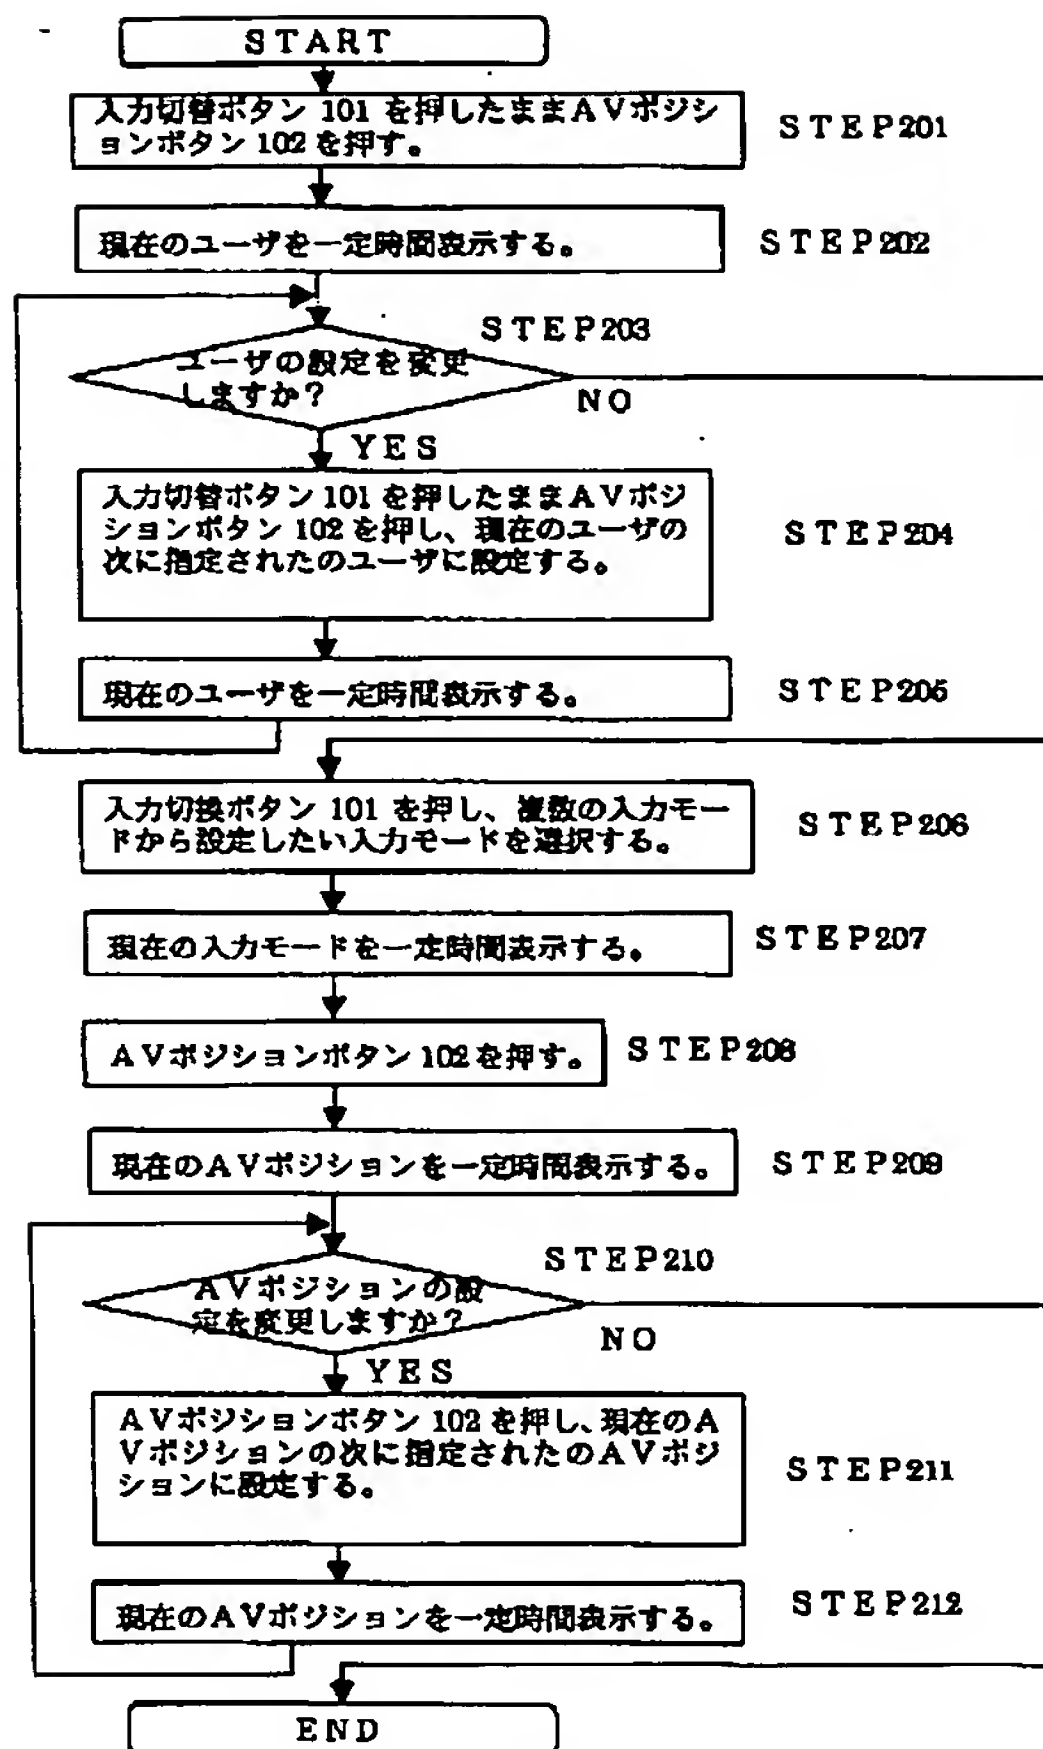 START
入力切替ボタン 101 を押したままAVポジシ
ョンボタン 102 を押す。
STEP201
現在のユーザを一定時間表示する。
STEP202
STEP203
ユーザの設定を変更
しますか？
NO
YES
入力切替ボタン 101 を押したままAVポジ
ションボタン 102 を押し、現在のユーザの
次に指定されたのユーザに設定する。
STEP204
現在のユーザを一定時間表示する。
STEP205
入力切換ボタン 101 を押し、複数の入力モー
ドから設定したい入力モードを選択する。
STEP206
現在の入力モードを一定時間表示する。
STEP207
AVポジションボタン 102 を押す。
STEP208
現在のAVポジションを一定時間表示する。
STEP209
STEP210
AVポジションの設
定を変更しますか？
NO
YES
AVポジションボタン 102 を押し、現在のA
Vポジションの次に指定されたのAVポジ
ションに設定する。
STEP211
現在のAVポジションを一定時間表示する。
STEP212
END